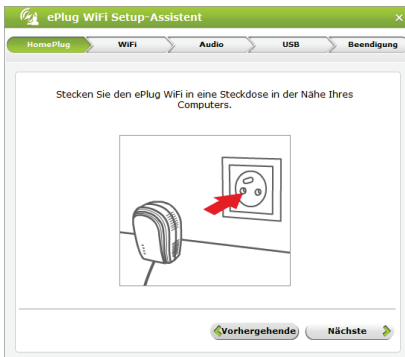 ePlug WiFi Setup-Assistent
HomePlug WiFi Audio USB Beendigung
Stecken Sie den ePlug WiFi in eine Steckdose in der Nähe Ihres
Computers.
Vorhergehende Nächste